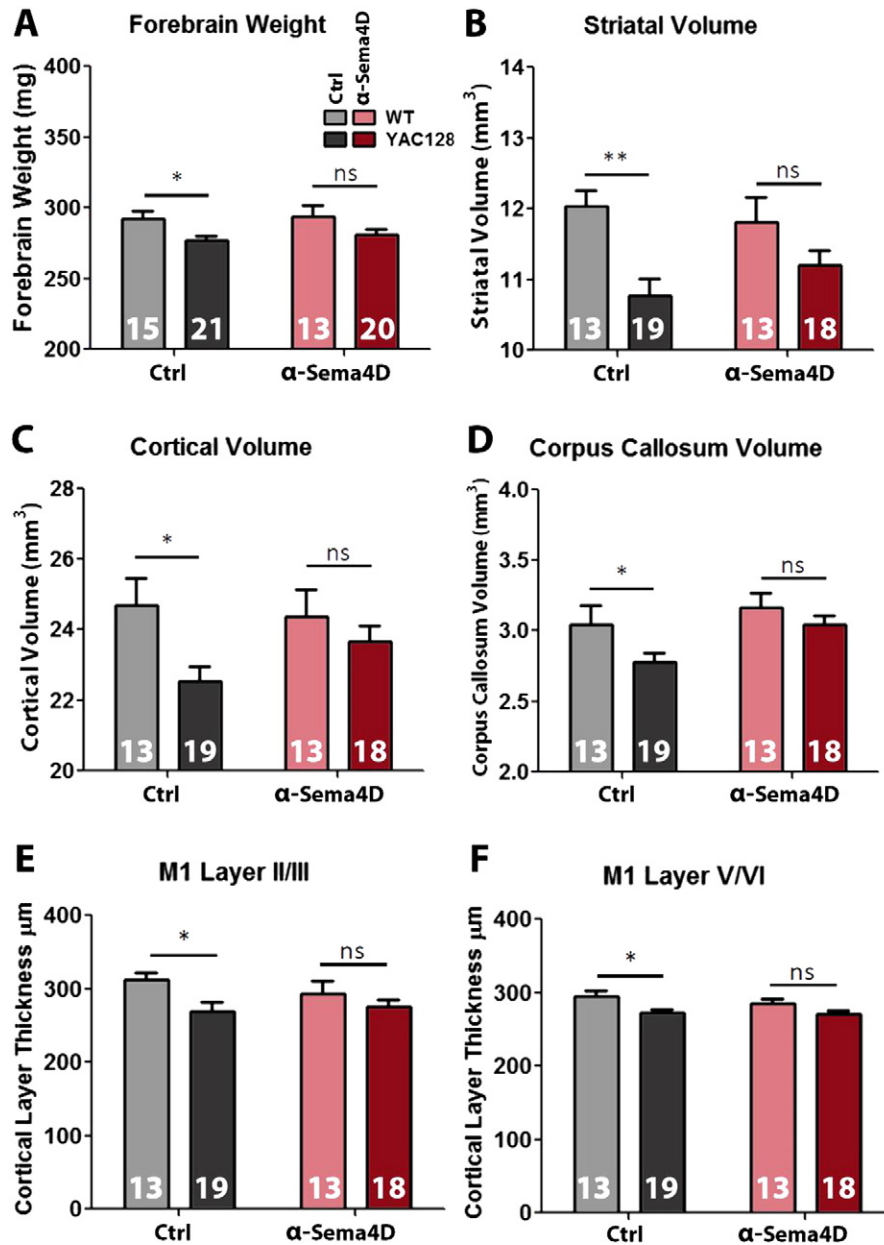 A Forebrain Weight
Forebrain Weight (mg)
400
350
300
250
200
Ctrl
α-Sema4D
WT
YAC128
*
ns
15 21 13 20
Ctrl α-Sema4D
B Striatal Volume
Striatal Volume (mm³)
14
13
12
11
10
**
ns
13 19 13 18
Ctrl α-Sema4D
C Cortical Volume
Cortical Volume (mm³)
28
26
24
22
20
*
ns
13 19 13 18
Ctrl α-Sema4D
D Corpus Callosum Volume
Corpus Callosum Volume (mm³)
4.0
3.5
3.0
2.5
2.0
*
ns
13 19 13 18
Ctrl α-Sema4D
E M1 Layer II/III
Cortical Layer Thickness μm
400
300
200
100
0
*
ns
13 19 13 18
Ctrl α-Sema4D
F M1 Layer V/VI
Cortical Layer Thickness μm
400
300
200
100
0
*
ns
13 19 13 18
Ctrl α-Sema4D